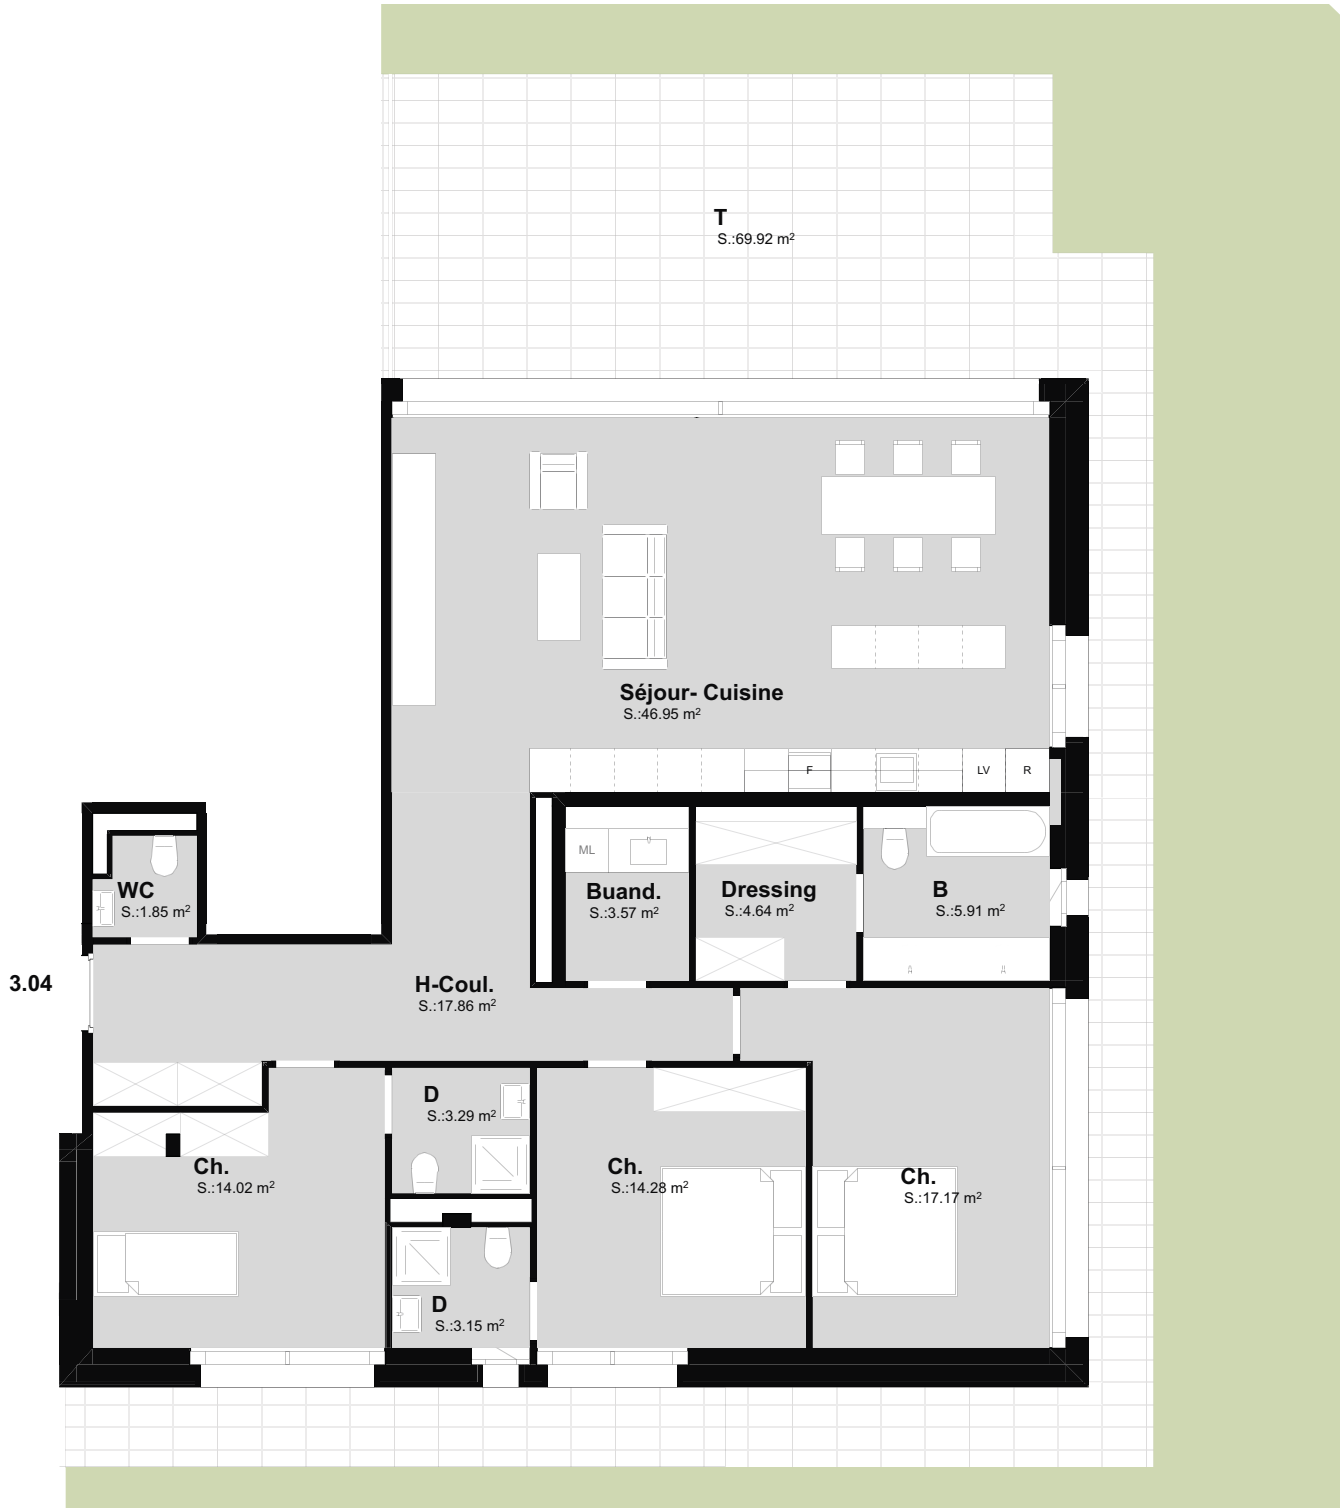 T
S.:69.92 m²
Séjour- Cuisine
S.:46.95 m²
F
LV
R
ML
WC
S.:1.85 m²
Buand.
S.:3.57 m²
Dressing
S.:4.64 m²
B
S.:5.91 m²
3.04
H-Coul.
S.:17.86 m²
D
S.:3.29 m²
Ch.
S.:14.02 m²
Ch.
S.:14.28 m²
Ch.
S.:17.17 m²
D
S.:3.15 m²